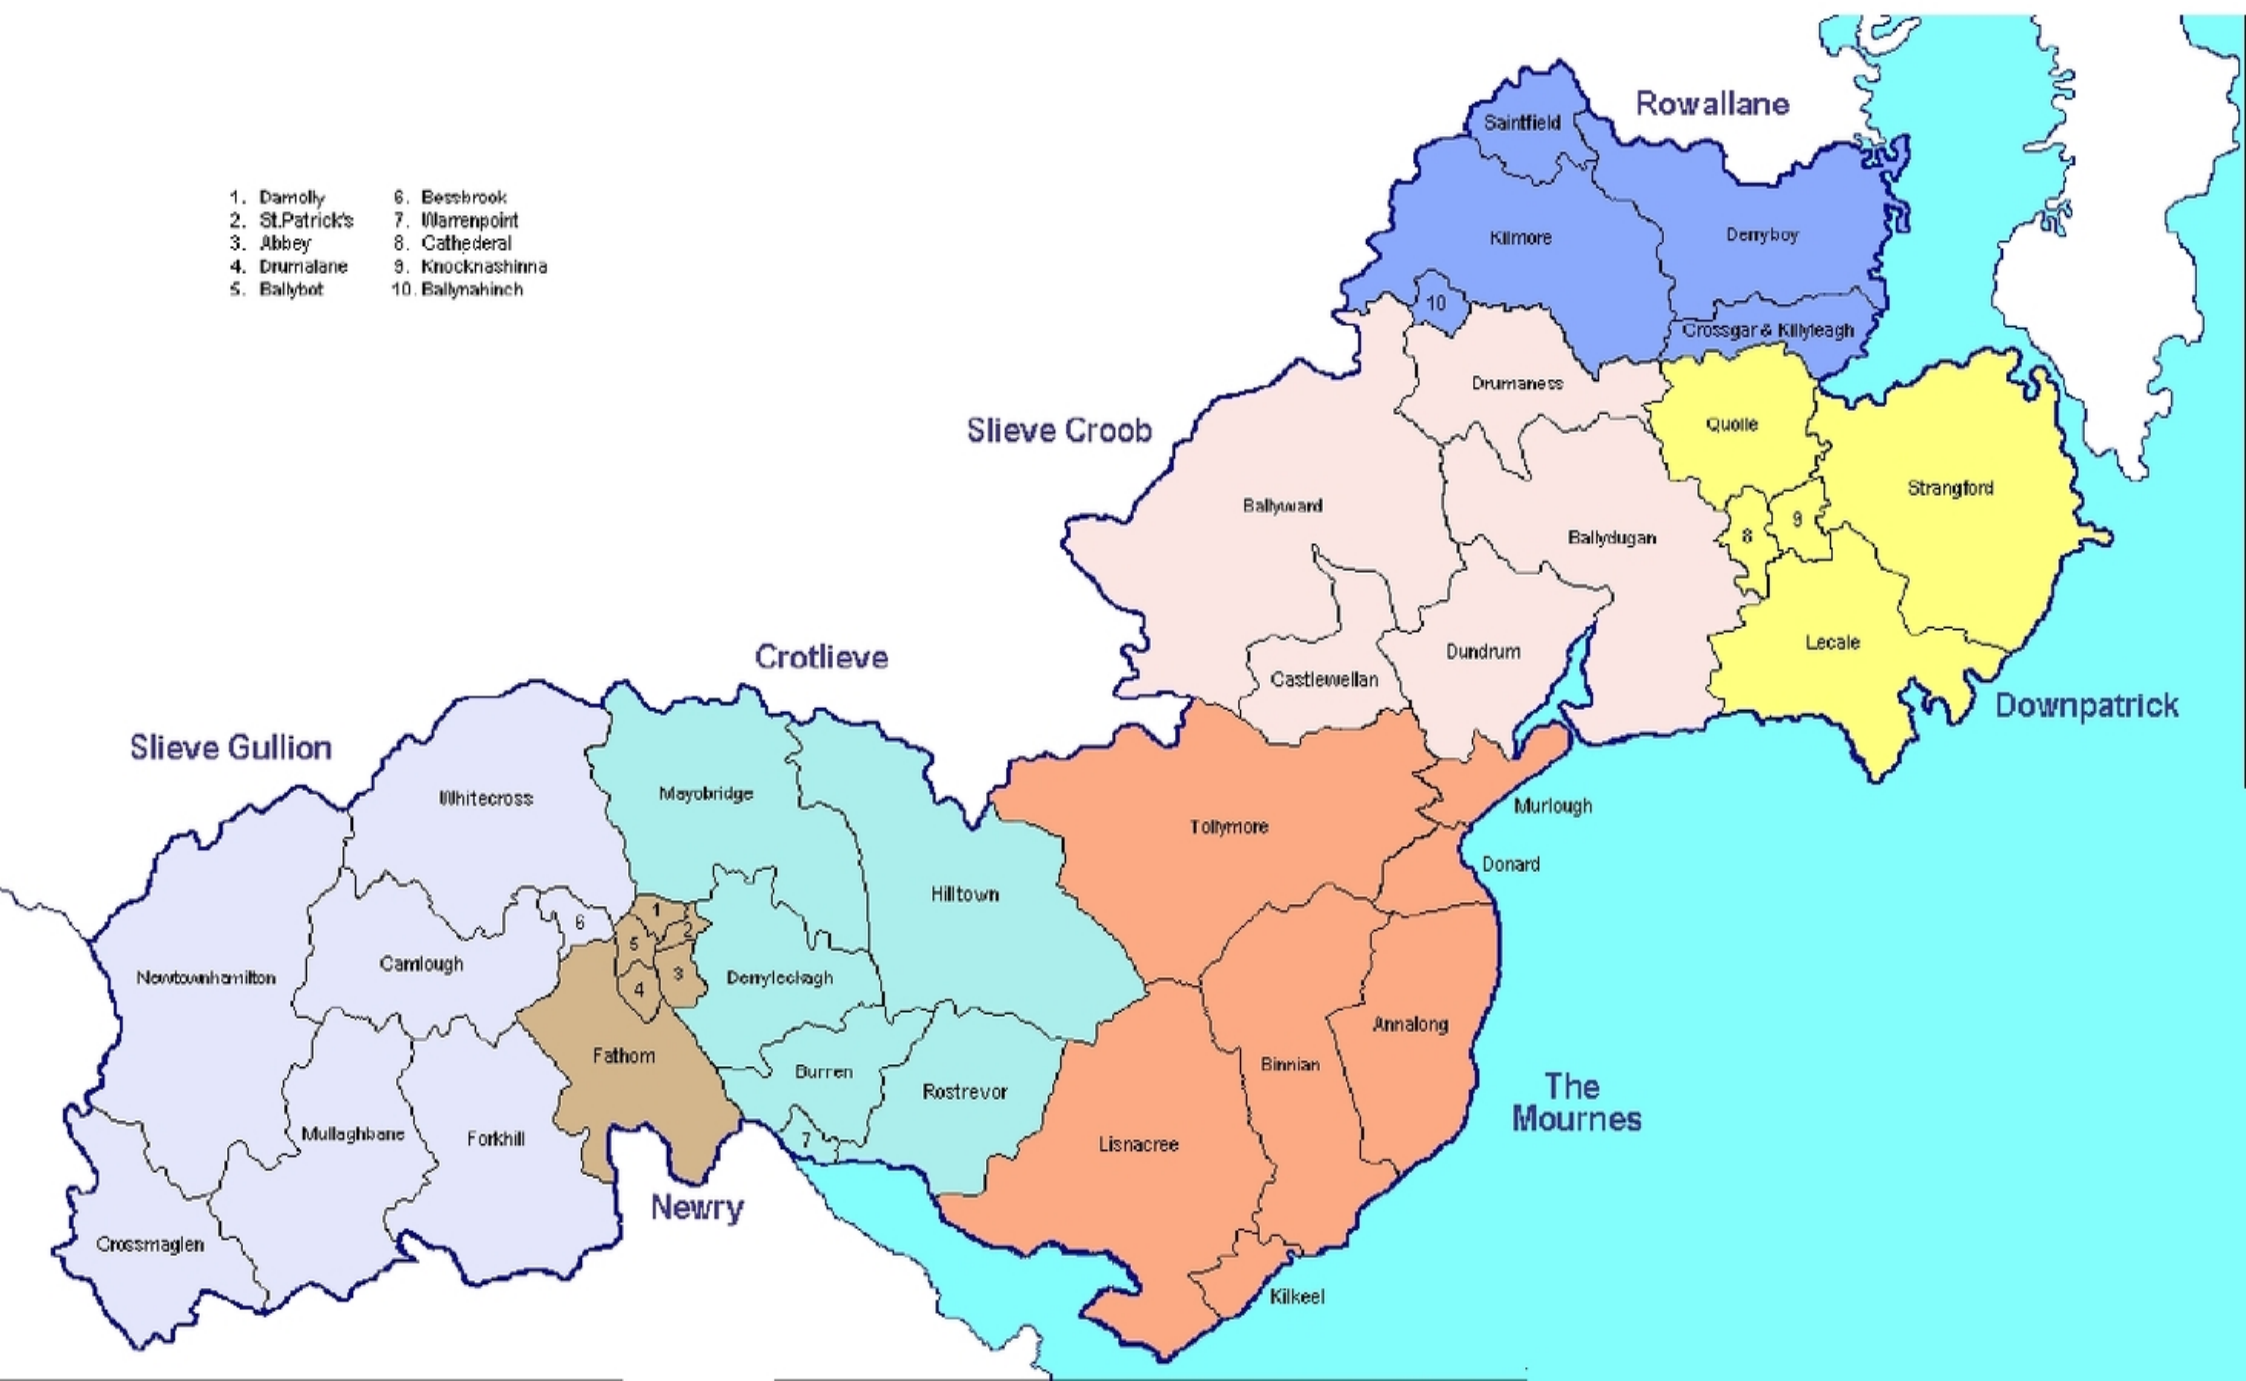 Rowallane
Saintfield
1. Damolly
6. Bessbrook
2. St.Patrick's
7. Warrenpoint
3. Abbey
8. Cathederal
4. Drumalane
9. Knocknashinna
5. Ballybot
10. Ballynahinch
Kilmore
Derryboy
10
Crossgar & Killyleagh
Drumaness
Slieve Croob
Quoile
Strangford
Ballyward
9
8
Ballydugan
Lecale
Dundrum
Crotlieve
Castlewellan
Downpatrick
Slieve Gullion
Whitecross
Mayobridge
Murlough
Tollymore
Donard
Hilltown
1
6
2
5
Camlough
3
Newtownhamilton
Derryleckagh
4
Annalong
Fathom
Binnian
Burren
Rostrevor
The
Mournes
Mullaghbane
Forkhill
7
Lisnacree
Newry
Crossmaglen
Kilkeel